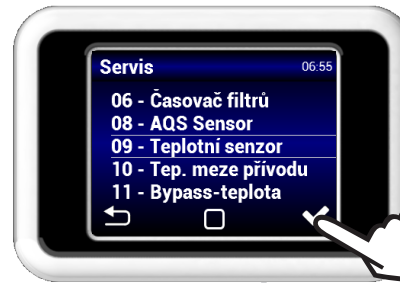 Servis 06:55
06 - Časovač filtrů
08 - AQS Sensor
09 - Teplotní senzor
10 - Tep. meze přívodu
11 - Bypass-teplota